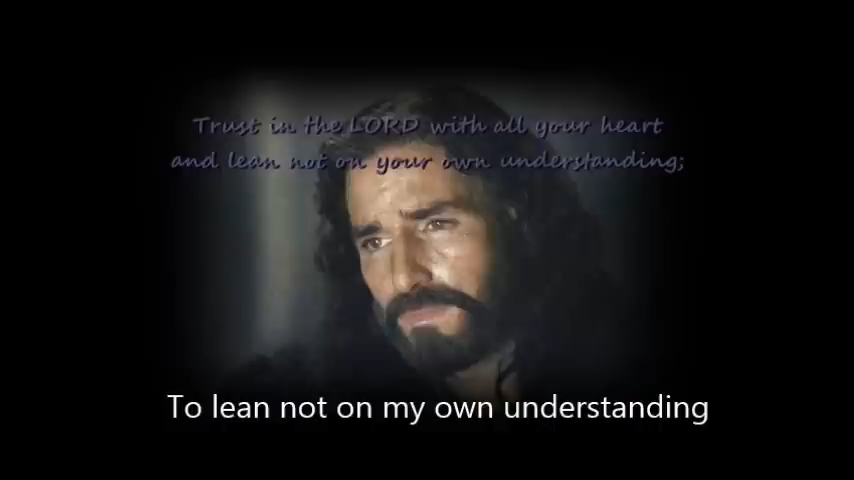 Trust in the LORD with all your heart
and lean not on your own understanding;
To lean not on my own understanding